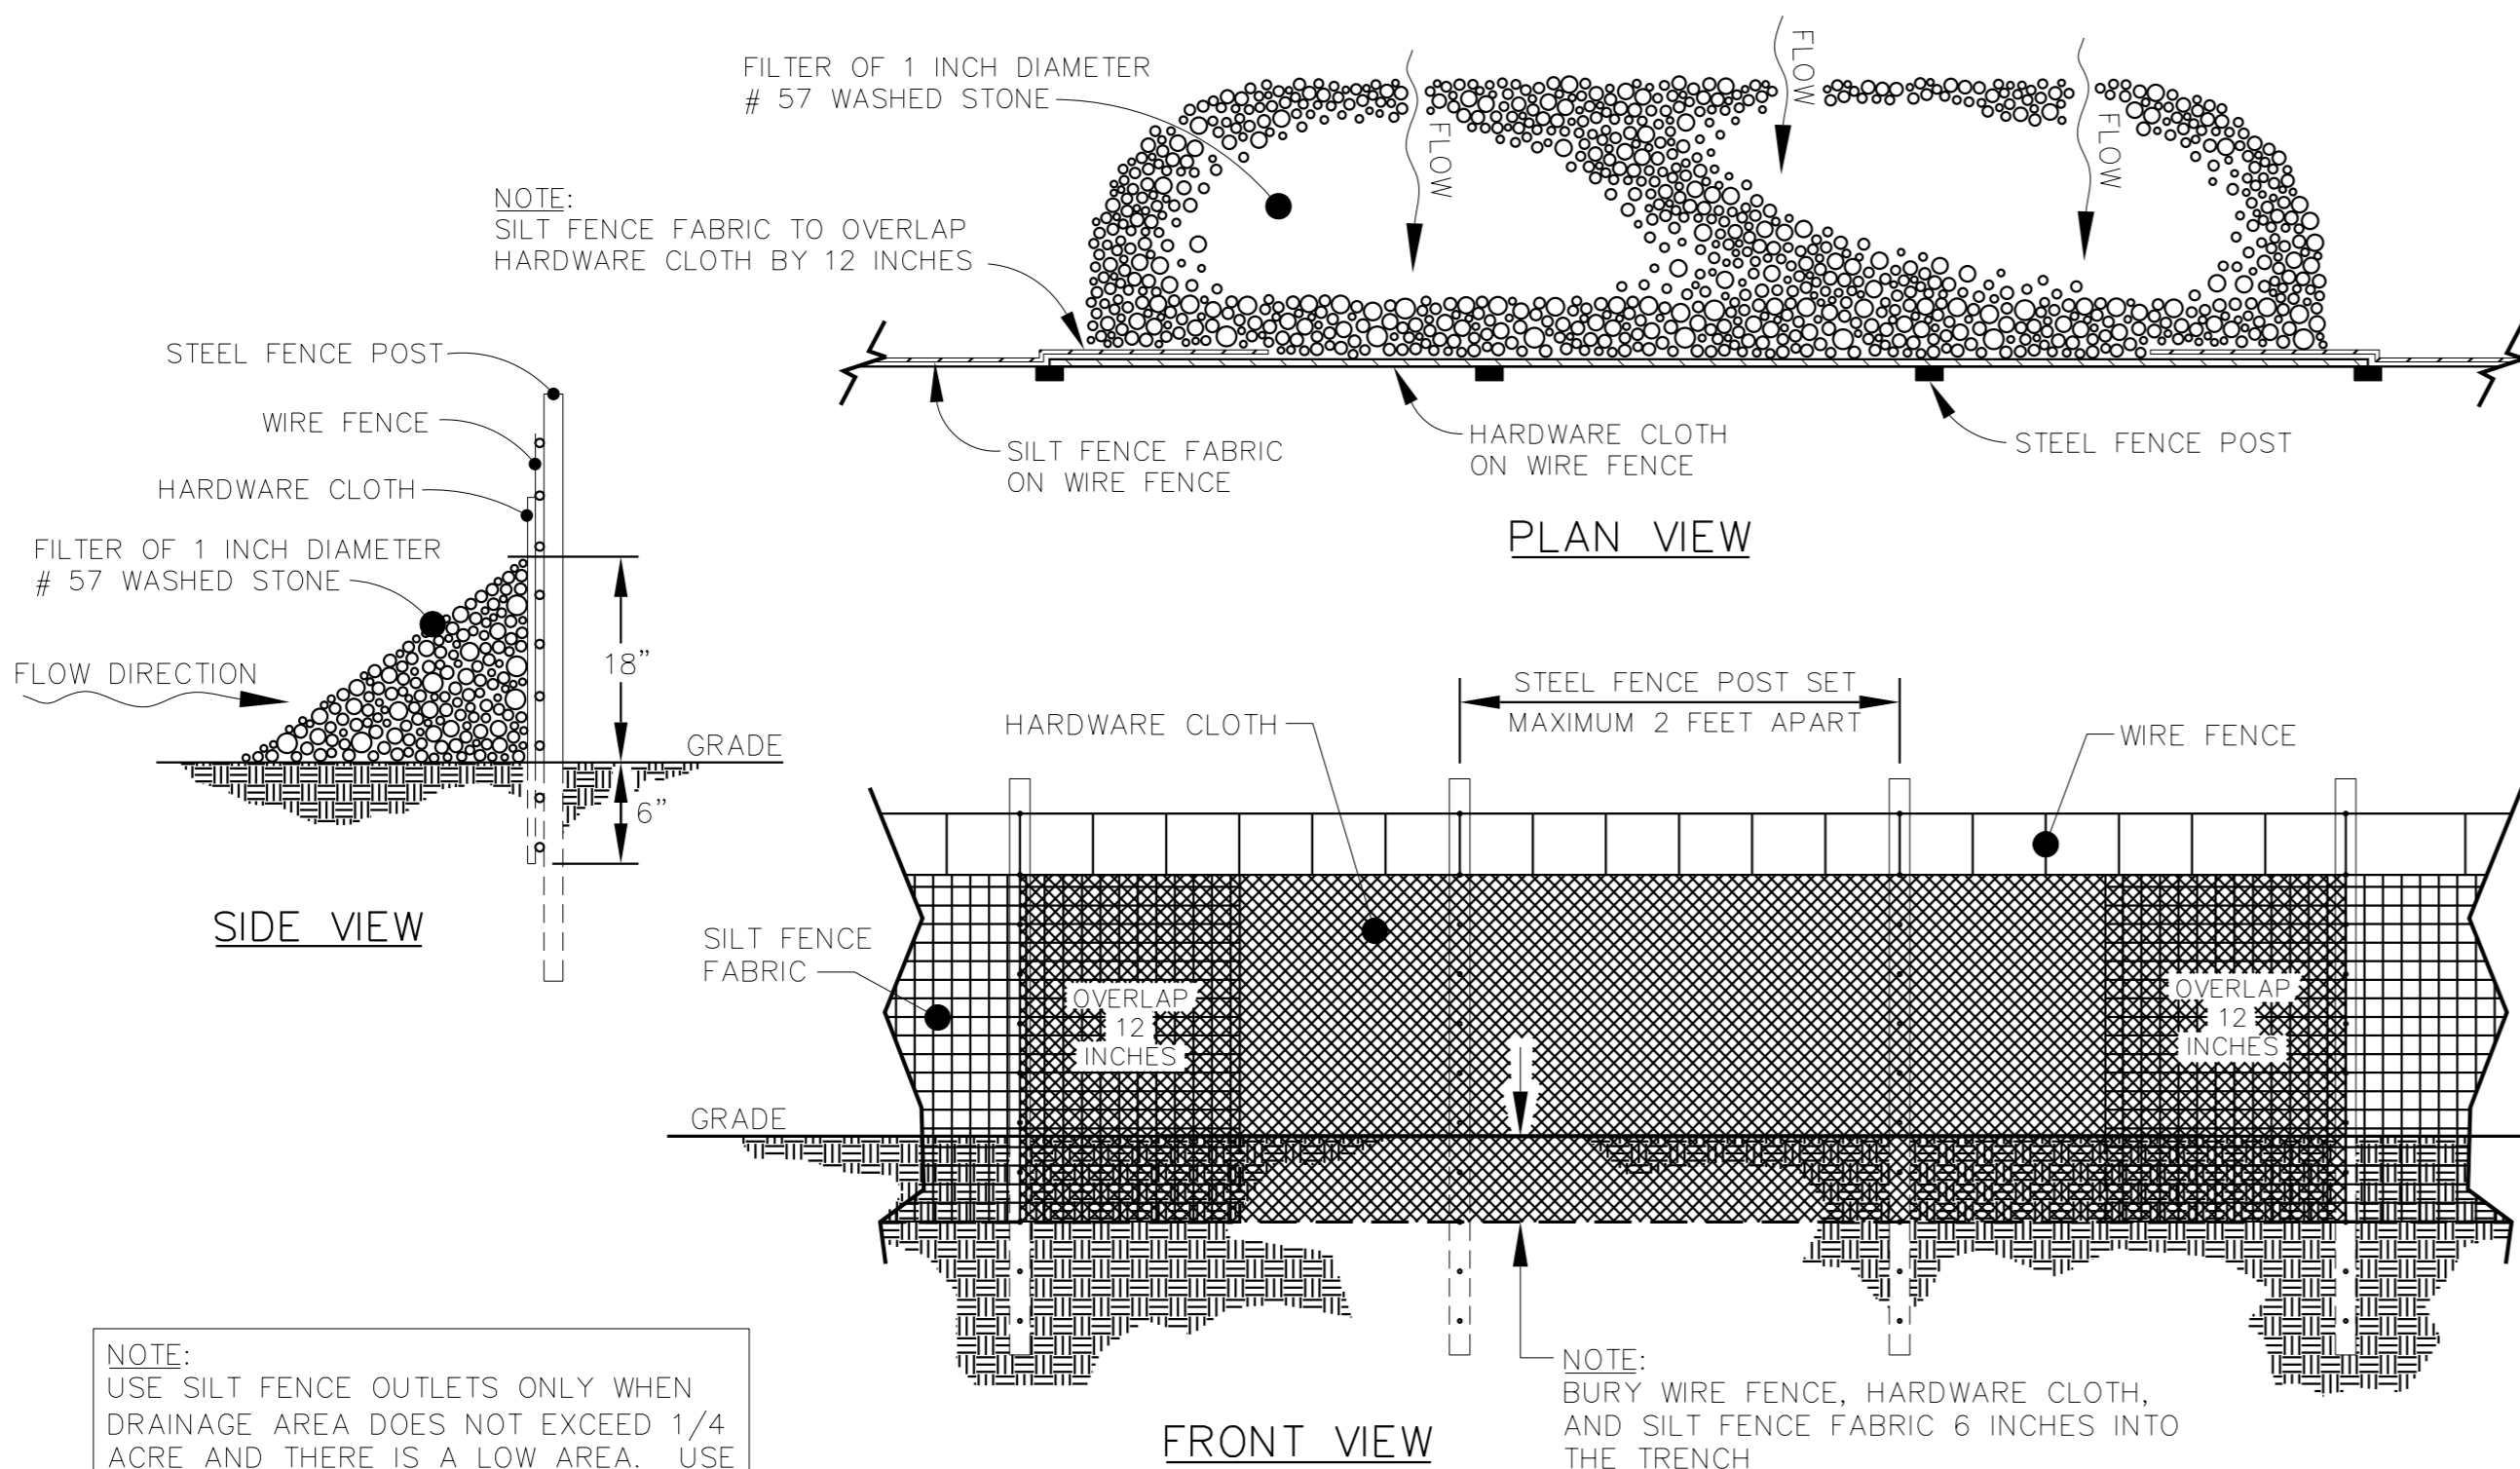 FILTER OF 1 INCH DIAMETER
# 57 WASHED STONE
FLOW
FLOW
FLOW
FLOW
NOTE:
SILT FENCE FABRIC TO OVERLAP
HARDWARE CLOTH BY 12 INCHES
SILT FENCE FABRIC
ON WIRE FENCE
HARDWARE CLOTH
ON WIRE FENCE
STEEL FENCE POST
PLAN VIEW
STEEL FENCE POST
WIRE FENCE
HARDWARE CLOTH
FILTER OF 1 INCH DIAMETER
# 57 WASHED STONE
FLOW DIRECTION
18”
GRADE
6”
SIDE VIEW
STEEL FENCE POST SET
MAXIMUM 2 FEET APART
HARDWARE CLOTH
WIRE FENCE
SILT FENCE
FABRIC
OVERLAP
12
INCHES
OVERLAP
12
INCHES
GRADE
NOTE:
BURY WIRE FENCE, HARDWARE CLOTH,
AND SILT FENCE FABRIC 6 INCHES INTO
THE TRENCH
FRONT VIEW
NOTE:
USE SILT FENCE OUTLETS ONLY WHEN
DRAINAGE AREA DOES NOT EXCEED 1/4
ACRE AND THERE IS A LOW AREA. USE